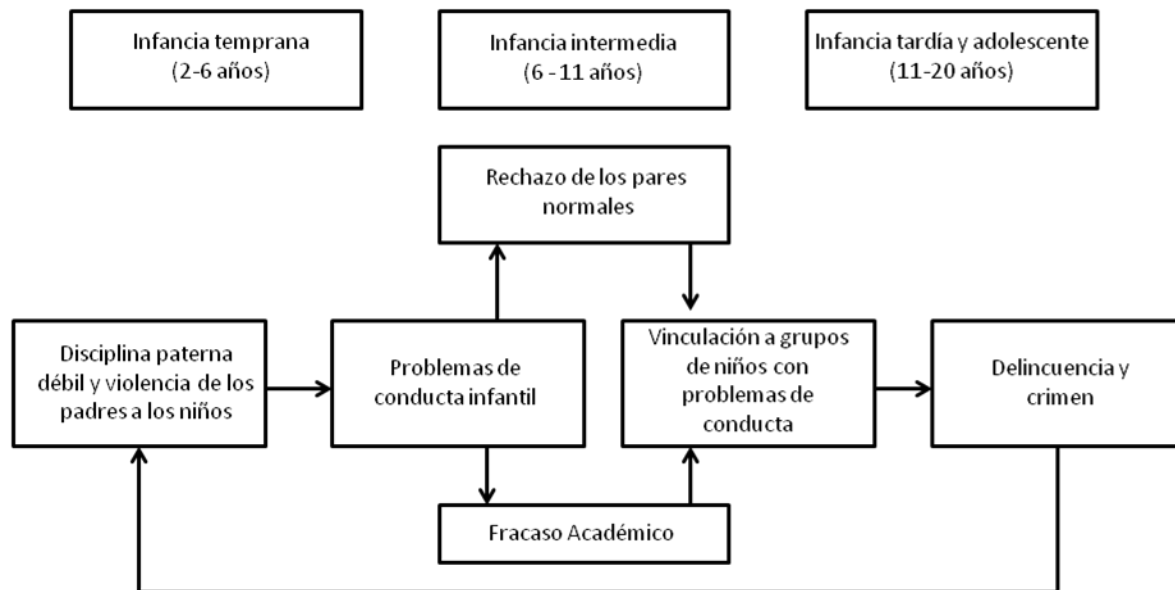 Infancia temprana
(2-6 años)
Infancia intermedia
(6 -11 años)
Infancia tardía y adolescente
(11-20 años)
Rechazo de los pares
normales
Disciplina paterna
débil y violencia de los
padres a los niños
Problemas de
conducta infantil
Vinculación a grupos
de niños con
problemas de
conducta
Delincuencia y
crimen
Fracaso Académico